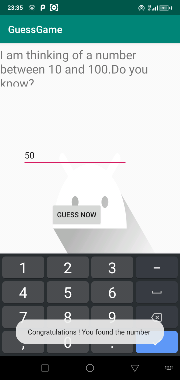 23:35
84
GuessGame
I am thinking of a number
between 10 and 100.Do you
know?
50
GUESS NOW
1 2 3 -
4 5 6
7 8 9
Congratulations ! You found the number
, 0 .